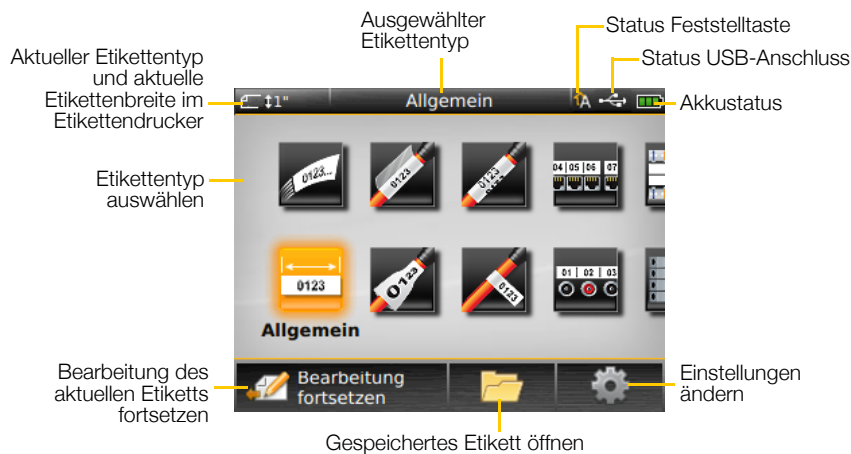 Ausgewählter
Etikettentyp
Status Feststelltaste
Status USB-Anschluss
Akkustatus
Aktueller Etikettentyp
und aktuelle
Etikettenbreite im
Etikettendrucker
1"
Allgemein
A
Etikettentyp
auswählen
0123...
0123
0123
0123
04 05 06 07
0123
0123
0123
01 02 03
Allgemein
Bearbeitung des
aktuellen Etiketts
fortsetzen
Bearbeitung
fortsetzen
Einstellungen
ändern
Gespeichertes Etikett öffnen